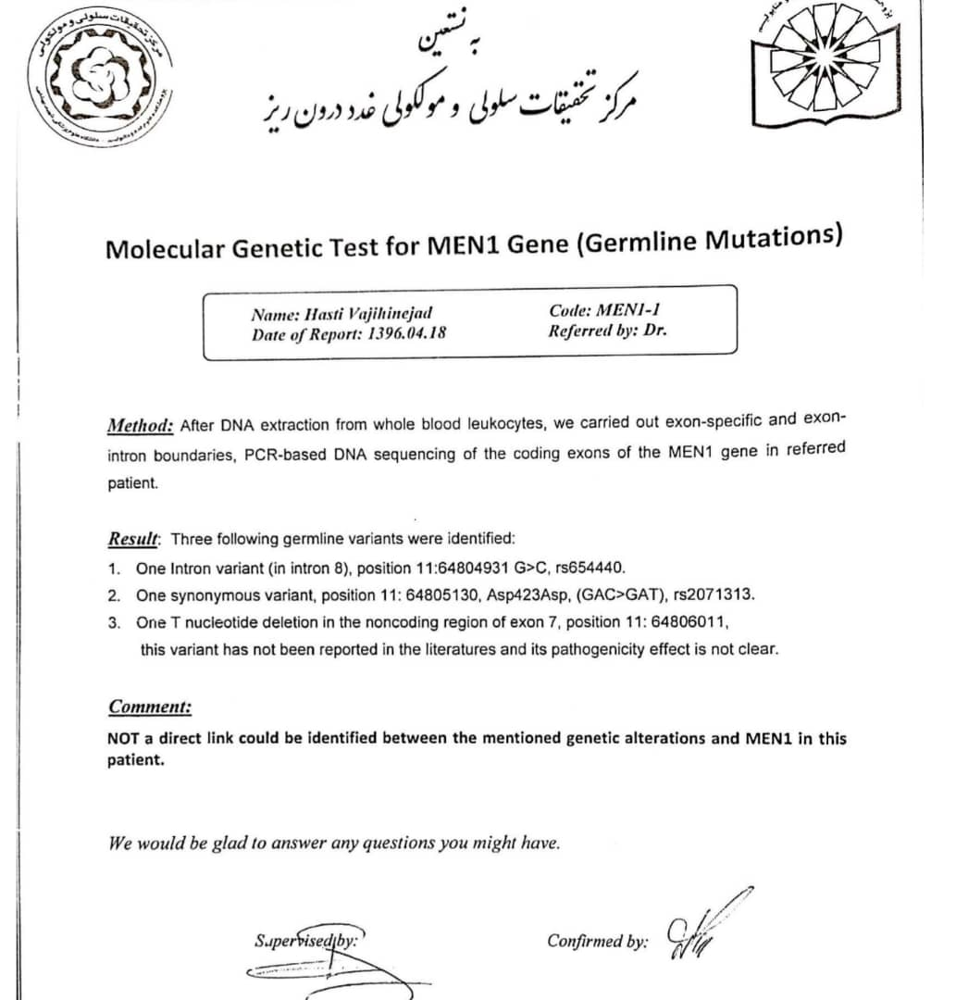 به نستعین
مرکز تحقیقات سلولی و مولکولی غدد درون ریز
Molecular Genetic Test for MEN1 Gene (Germline Mutations)
Name: Hasti Vajihinejad Code: MEN1-1
Date of Report: 1396.04.18 Referred by: Dr.
Method: After DNA extraction from whole blood leukocytes, we carried out exon-specific and exon-
intron boundaries, PCR-based DNA sequencing of the coding exons of the MEN1 gene in referred
patient.
Result: Three following germline variants were identified:
1. One Intron variant (in intron 8), position 11:64804931 G>C, rs654440.
2. One synonymous variant, position 11: 64805130, Asp423Asp, (GAC>GAT), rs2071313.
3. One T nucleotide deletion in the noncoding region of exon 7, position 11: 64806011,
this variant has not been reported in the literatures and its pathogenicity effect is not clear.
Comment:
NOT a direct link could be identified between the mentioned genetic alterations and MEN1 in this
patient.
We would be glad to answer any questions you might have.
Supervised by: Confirmed by: